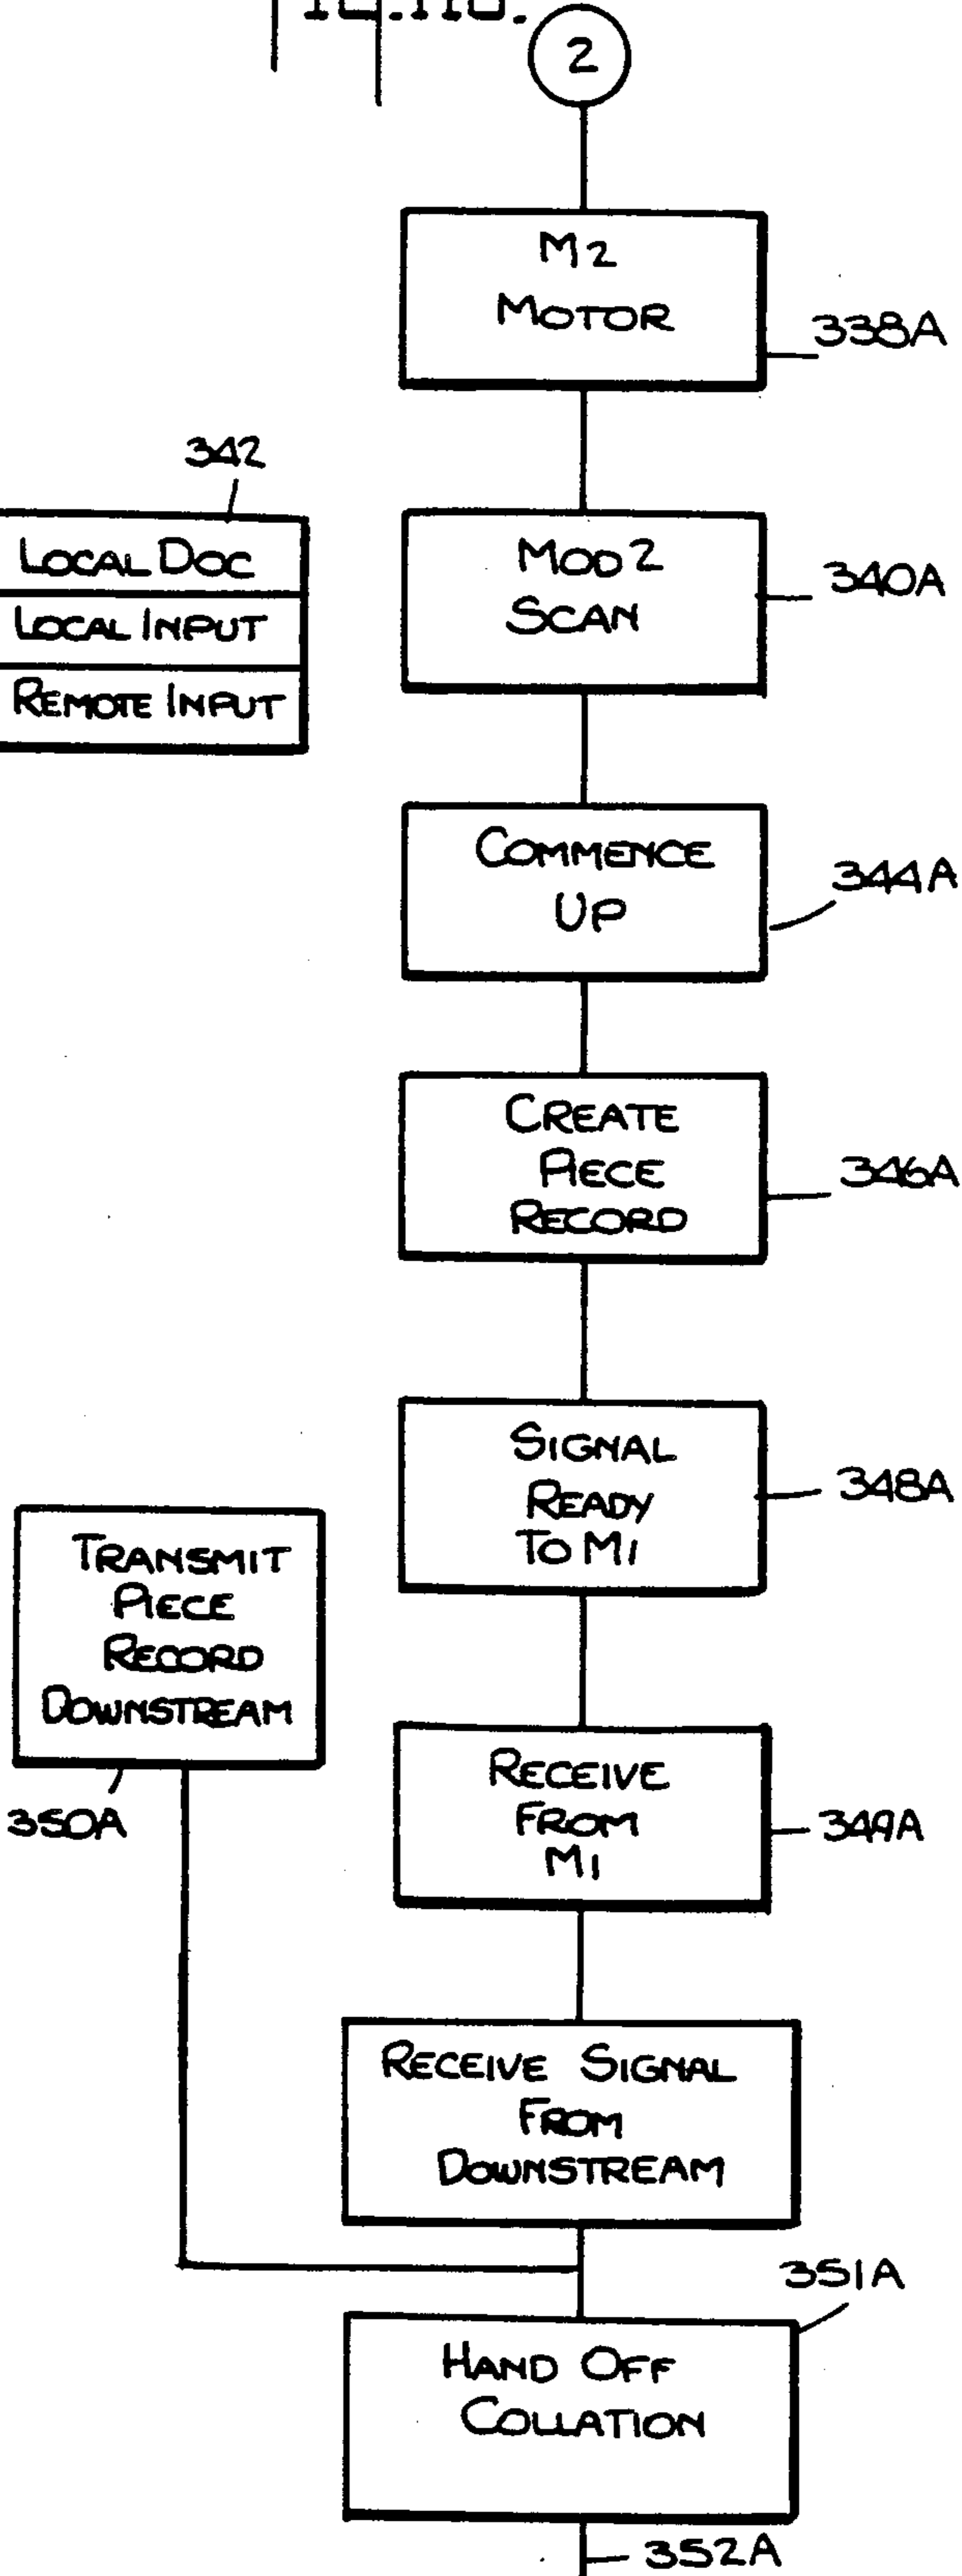 2
M2
MOTOR
338A
342
LOCAL DOC
LOCAL INPUT
REMOTE INPUT
MOD 2
SCAN
340A
COMMENCE
UP
344A
CREATE
PIECE
RECORD
346A
SIGNAL
READY
TO M1
348A
TRANSMIT
PIECE
RECORD
DOWNSTREAM
350A
RECEIVE
FROM
M1
349A
RECEIVE SIGNAL
FROM
DOWNSTREAM
351A
HAND OFF
COLLATION
352A